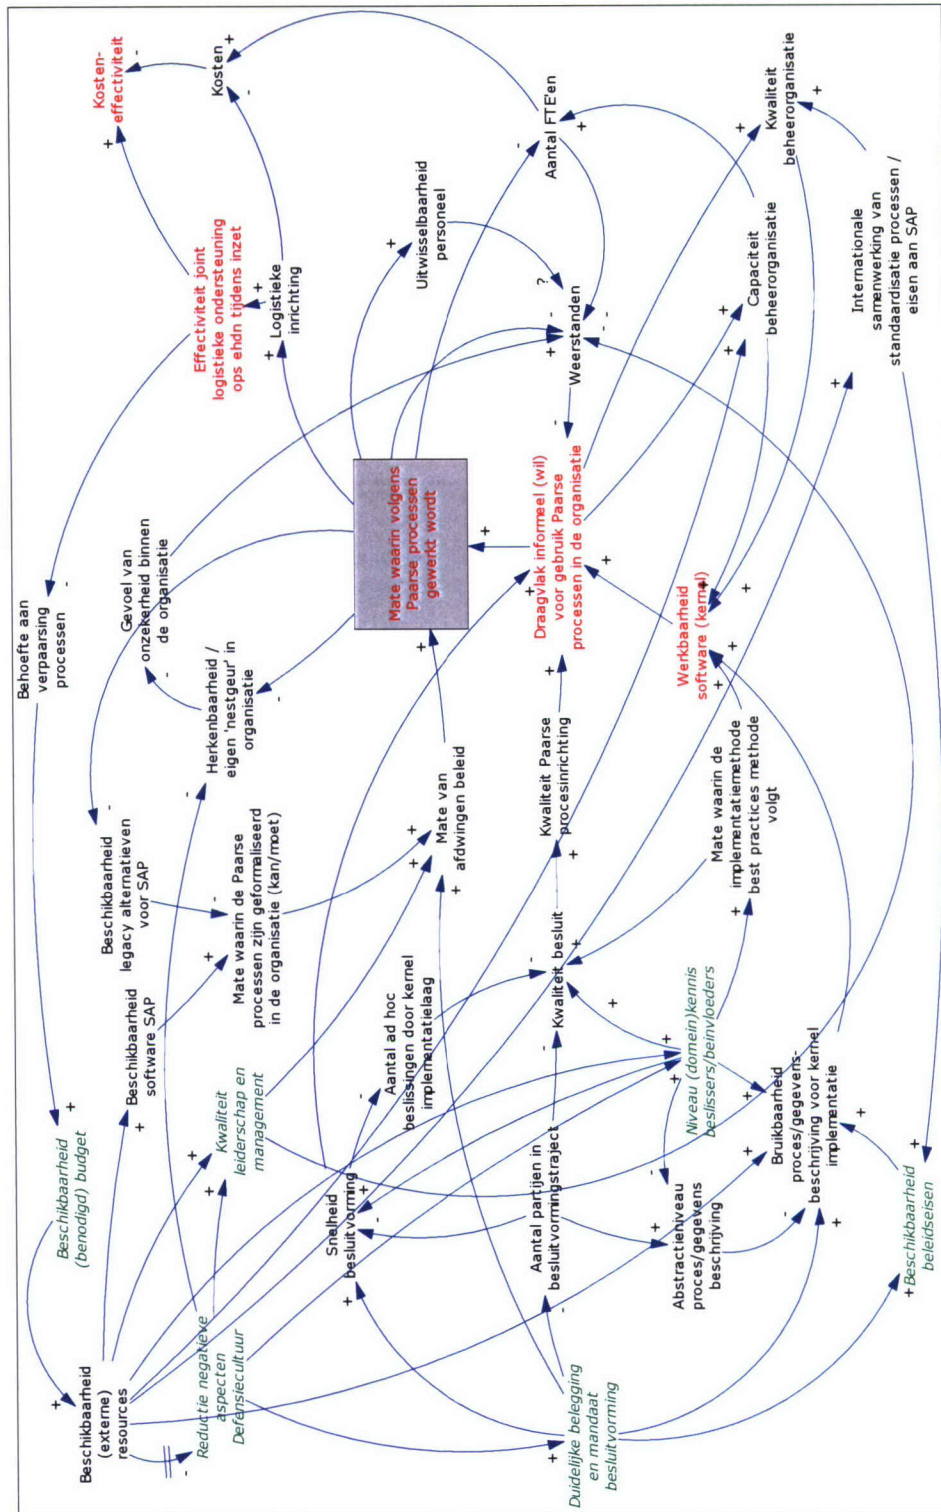 Kosten-
effectiviteit
Kosten
Effectiviteit joint
logistieke ondersteuning
ops ehdn tijdens inzet
Logistieke
inrichting
Aantal FTE'en
Uitwisselbaarheid
personeel
Kwaliteit
beheerorganisatie
Capaciteit
beheerorganisatie
Internationale
samenwerking van
standaardisatie processen /
eisen aan SAP
Weerstanden
?
Behoefte aan
verpaarsing
processen
Gevoel van
onzekerheid binnen
de organisatie
Herkenbaarheid /
eigen 'nestgeur' in
organisatie
Mate waarin volgens
Paarse processen
gewerkt wordt
Draagvlak informeel (wil)
voor gebruik Paarse
processen in de organisatie
Werkbaarheid
software (kernel)
Beschikbaarheid
legacy alternatieven
voor SAP
Mate waarin de Paarse
processen zijn geformaliseerd
in de organisatie (kan/moet)
Mate van
afdwingen beleid
Kwaliteit Paarse
procesinrichting
Mate waarin de
implementatiemethode
best practices methode
volgt
Beschikbaarheid
software SAP
Aantal ad hoc
beslissingen door kernel
implementatielaag
Kwaliteit besluit
Beschikbaarheid
(benodigd) budget
Kwaliteit
leiderschap en
management
Snelheid
besluitvorming
Aantal partijen in
besluitvormingstraject
Niveau (domein)kennis
beslissers/beinvloeders
Abstractieniveau
proces/gegevens
beschrijving
Bruikbaarheid
proces/gegevens-
beschrijving voor kernel
implementatie
Beschikbaarheid
beleidseisen
Beschikbaarheid
(externe)
resources
Reductie negatieve
aspecten
Defensiecultuur
Duidelijke belegging
en mandaat
besluitvorming